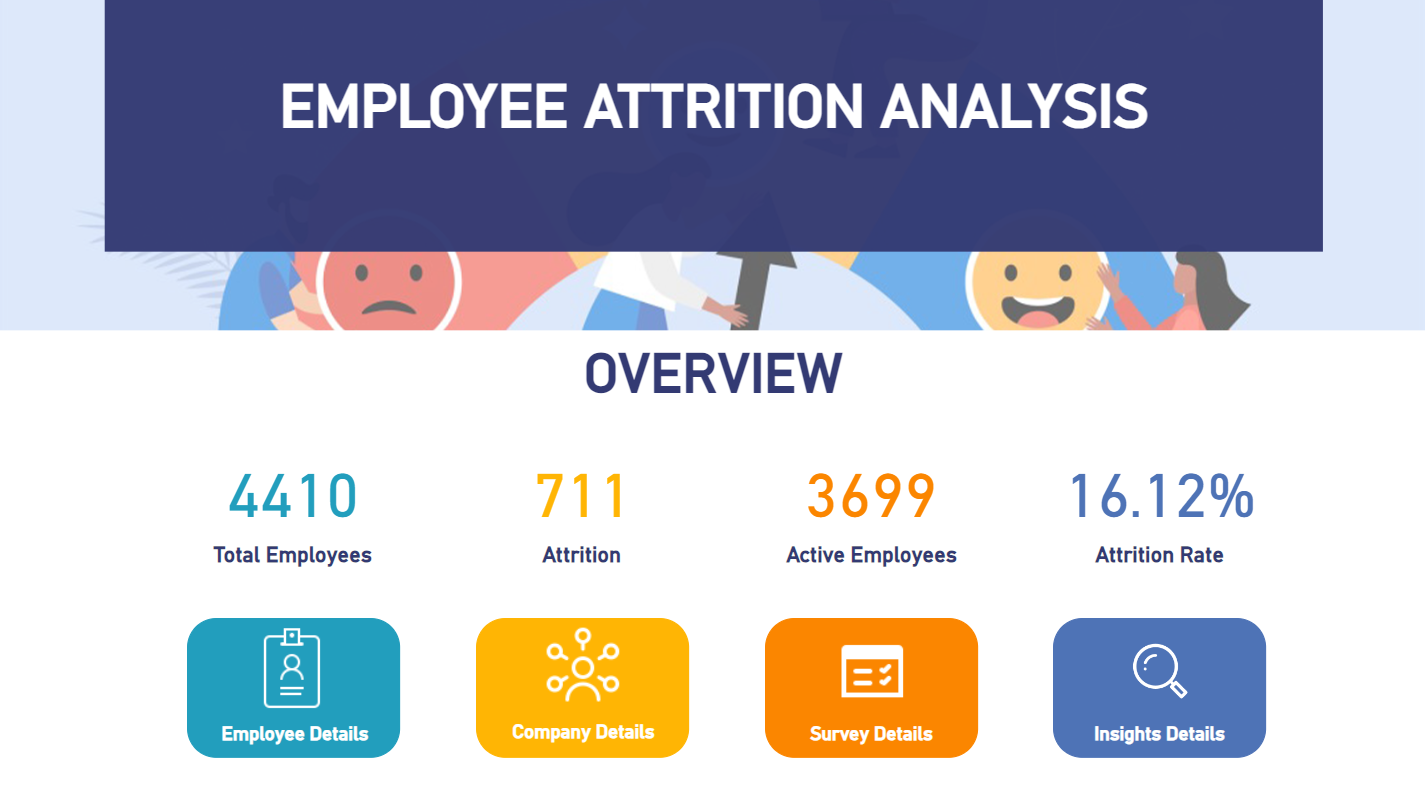 EMPLOYEE ATTRITION ANALYSIS
OVERVIEW
4410
Total Employees
711
Attrition
3699
Active Employees
16.12%
Attrition Rate
Employee Details
Company Details
Survey Details
Insights Details